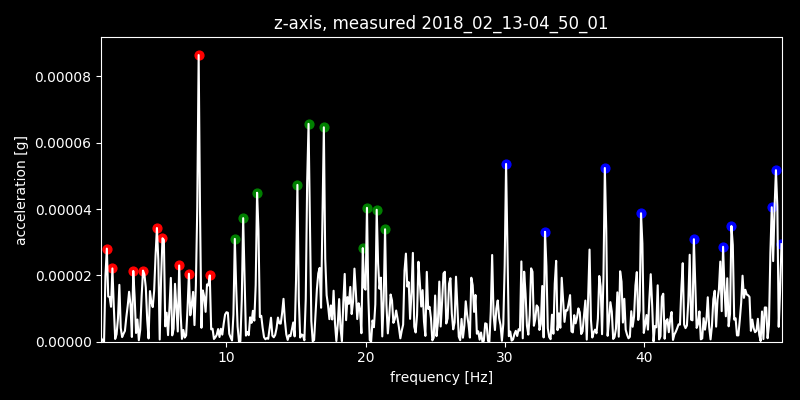 z-axis, measured 2018_02_13-04_50_01
0.00008
0.00006
0.00004
0.00002
0.00000
acceleration [g]
10 20 30 40
frequency [Hz]